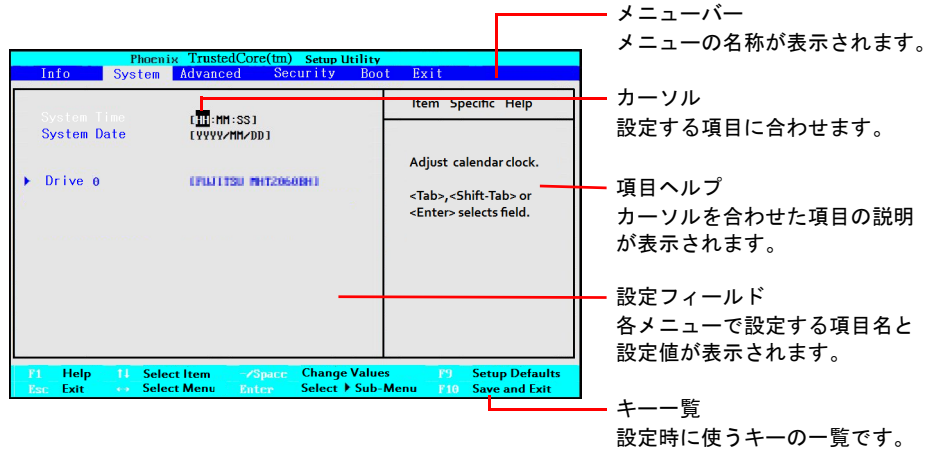 メニューバー
メニューの名称が表示されます。
Phoenix TrustedCore(tm) Setup Utility
Info System Advanced Security Boot Exit
Item Specific Help
カーソル
System Time [HH:MM:SS]
設定する項目に合わせます。
System Date [YYYY/MM/DD]
Adjust calendar clock.
Drive 0 [FUJITSU MHT2060BH]
項目ヘルプ
<Tab>,<Shift-Tab> or
<Enter> selects field.
カーソルを合わせた項目の説明
が表示されます。
設定フィールド
各メニューで設定する項目名と
設定値が表示されます。
F1 Help ↑↓ Select Item -/Space Change Values F9 Setup Defaults
Esc Exit ↔ Select Menu Enter Select ▶ Sub-Menu F10 Save and Exit
キー一覧
設定時に使うキーの一覧です。